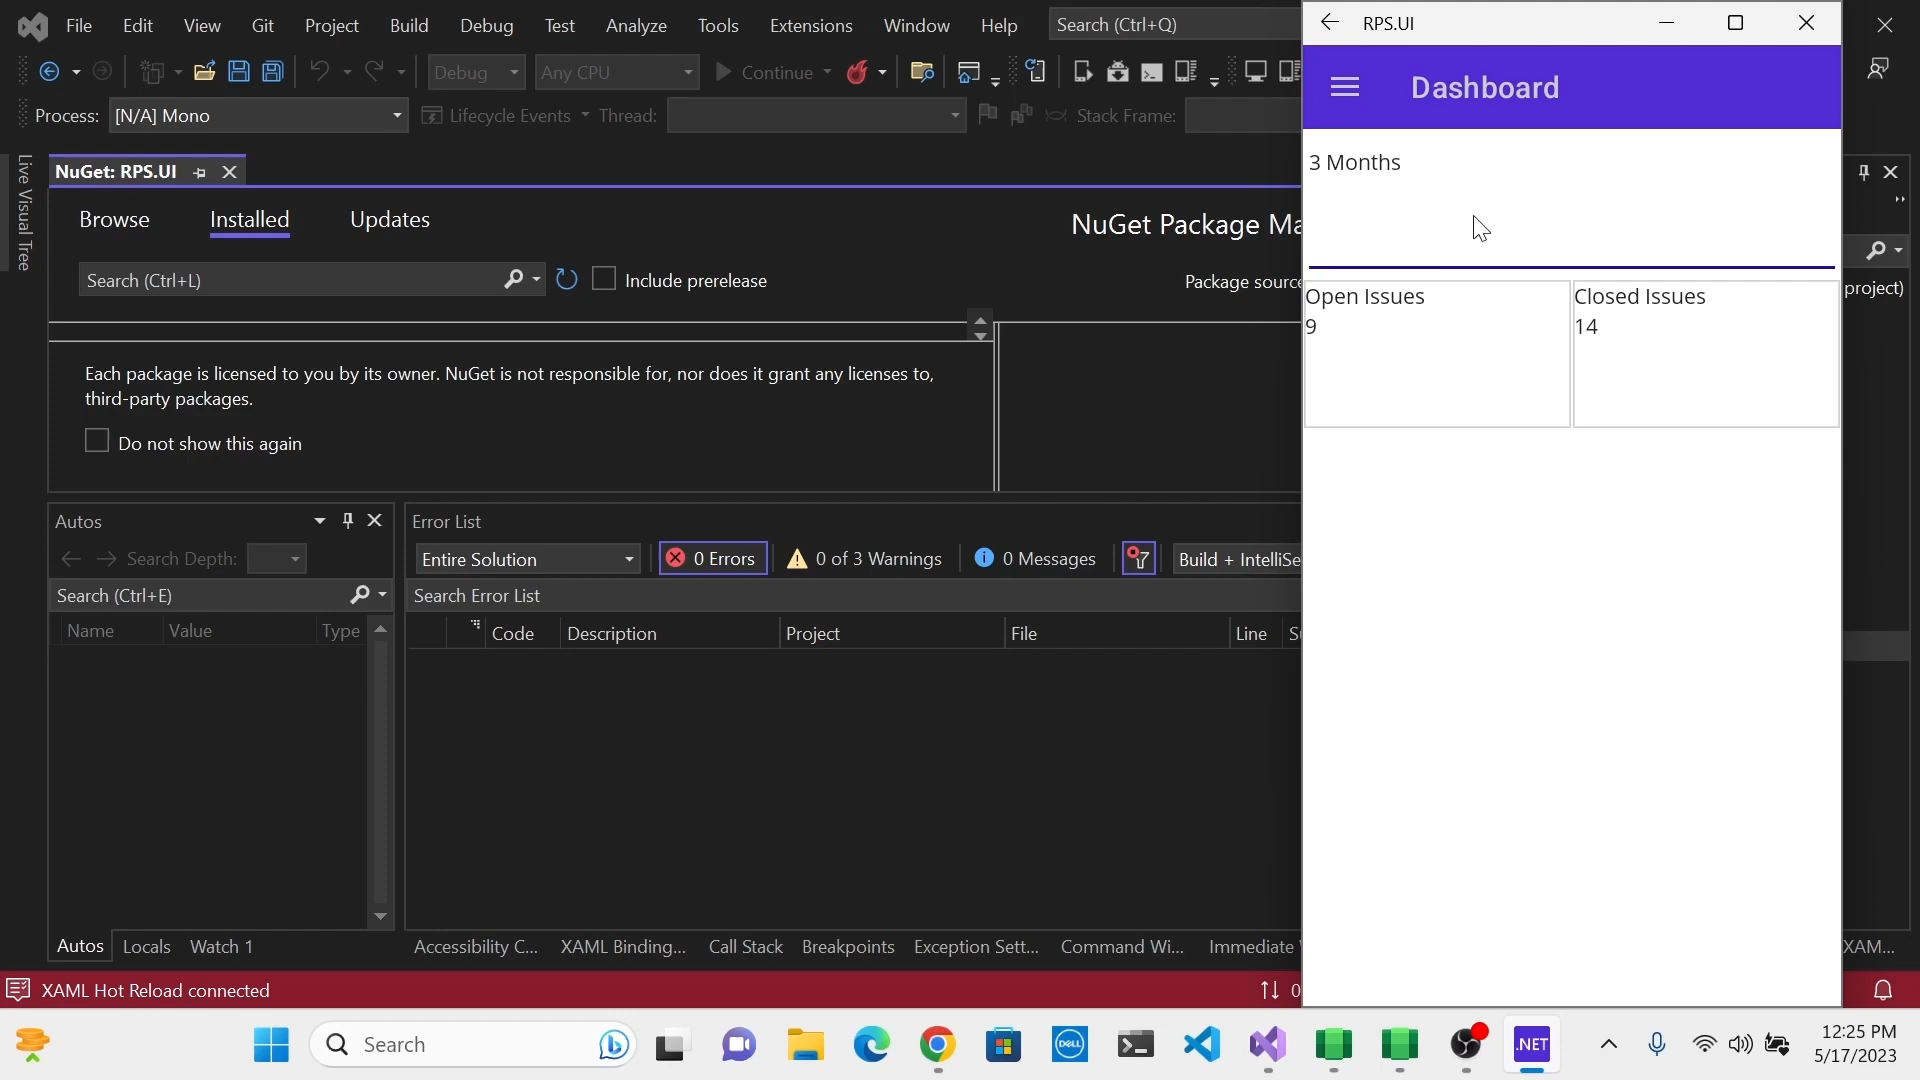 File Edit View Git Project Build Debug Test Analyze Tools Extensions Window Help Search (Ctrl+Q)
Debug Any CPU Continue
Process: [N/A] Mono Lifecycle Events Thread: Stack Frame:
Live Visual Tree
NuGet: RPS.UI
Browse Installed Updates
NuGet Package Ma
Search (Ctrl+L) Include prerelease Package source
Each package is licensed to you by its owner. NuGet is not responsible for, nor does it grant any licenses to,
third-party packages.
Do not show this again
Autos
Search Depth:
Search (Ctrl+E)
Name Value Type
Autos Locals Watch 1
Error List
Entire Solution 0 Errors 0 of 3 Warnings 0 Messages Build + IntelliSe
Search Error List
Code Description Project File Line Su
Accessibility C... XAML Binding... Call Stack Breakpoints Exception Sett... Command Wi... Immediate
RPS.UI
Dashboard
3 Months
Open Issues Closed Issues
9 14
project)
XAM...
XAML Hot Reload connected
0
Search DELL .NET
12:25 PM
5/17/2023